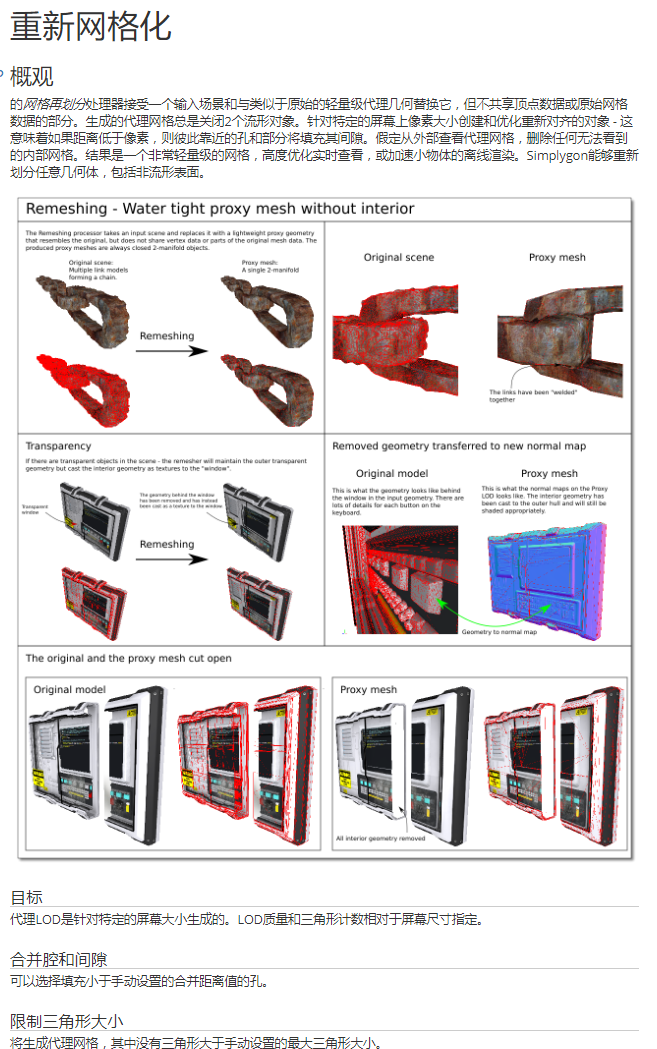 重新网格化
概观
的网格再划分处理器接受一个输入场景和与类似于原始的轻量级代理几何替换它，但不共享顶点数据或原始网格
数据的部分。生成的代理网格总是关闭2个流形对象。针对特定的屏幕上像素大小创建和优化重新对齐的对象 - 这
意味着如果距离低于像素，则彼此靠近的孔和部分将填充其间隙。假定从外部查看代理网格，删除任何无法看到
的内部网格。结果是一个非常轻量级的网格，高度优化实时查看，或加速小物体的离线渲染。Simplygon能够重新
划分任意几何体，包括非流形表面。
Remeshing - Water tight proxy mesh without interior
The Remeshing processor takes an input scene and replaces it with a lightweight proxy geometry
that resembles the original, but does not share vertex data or parts of the original mesh data. The
produced proxy meshes are always closed 2-manifold objects.
Original scene:
Multiple link models
forming a chain.
Proxy mesh:
A single 2-manifold
Remeshing
Original scene
Proxy mesh
The links have been "welded"
together
Transparency
If there are transparent objects in the scene - the remesher will maintain the outer transparent
geometry but cast the interior geometry as textures to the "window".
Transparent
window
The geometry behind the window
has been removed and has instead
been cast as a texture to the window.
Remeshing
Removed geometry transferred to new normal map
Original model
This is what the geometry looks like behind
the window in the input geometry. There are
lots of details for each button on the
keyboard.
Proxy mesh
This is what the normal maps on the Proxy
LOD looks like. The interior geometry has
been cast to the outer hull and will still be
shaded appropriately.
Geometry to normal map
The original and the proxy mesh cut open
Original model
Proxy mesh
All interior geometry removed
目标
代理LOD是针对特定的屏幕大小生成的。LOD质量和三角形计数相对于屏幕尺寸指定。
合并腔和间隙
可以选择填充小于手动设置的合并距离值的孔。
限制三角形大小
将生成代理网格，其中没有三角形大于手动设置的最大三角形大小。